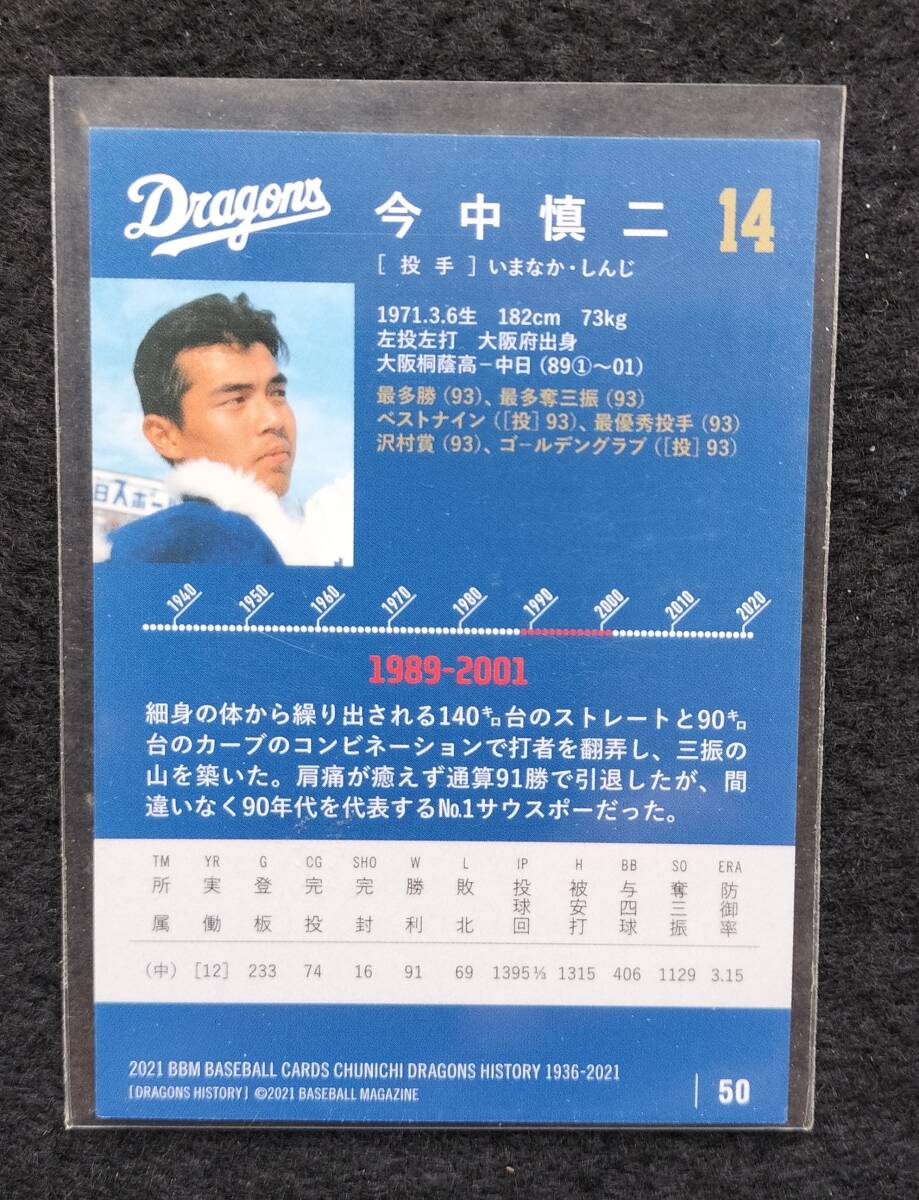 Dragons
今中慎二 14
[投手] いまなか・しんじ
1971.3.6生 182cm 73kg
左投左打 大阪府出身
大阪桐蔭高−中日(89①〜01)
最多勝(93)、最多奪三振(93)
ベストナイン([投]93)、最優秀投手(93)
沢村賞(93)、ゴールデングラブ([投]93)
日スポー
1940 1950 1960 1970 1980 1990 2000 2010 2020
1989-2001
細身の体から繰り出される140㌔台のストレートと90㌔
台のカーブのコンビネーションで打者を翻弄し、三振の
山を築いた。肩痛が癒えず通算91勝で引退したが、間
違いなく90年代を代表する№1サウスポーだった。
TM YR G CG SHO W L IP H BB SO ERA
所属 実働 登板 完投 完封 勝利 敗北 投球回 被安打 与四球 奪三振 防御率
(中) [12] 233 74 16 91 69 1395⅓ 1315 406 1129 3.15
2021 BBM BASEBALL CARDS CHUNICHI DRAGONS HISTORY 1936-2021
[DRAGONS HISTORY] ©2021 BASEBALL MAGAZINE
50